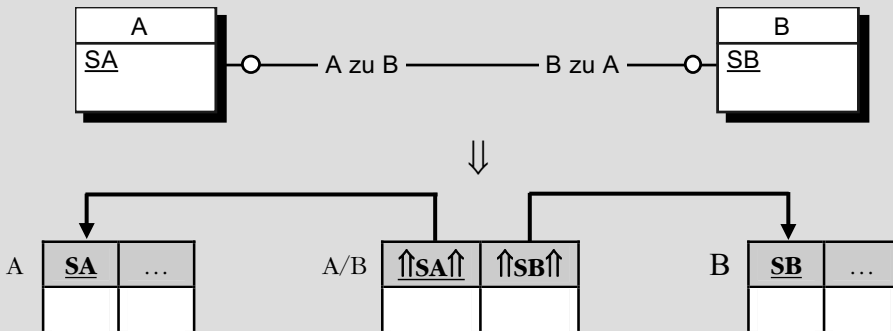 A B
SA SB
A zu B B zu A
⇓
A SA … A/B ⇑SA⇑ ⇑SB⇑ B SB …